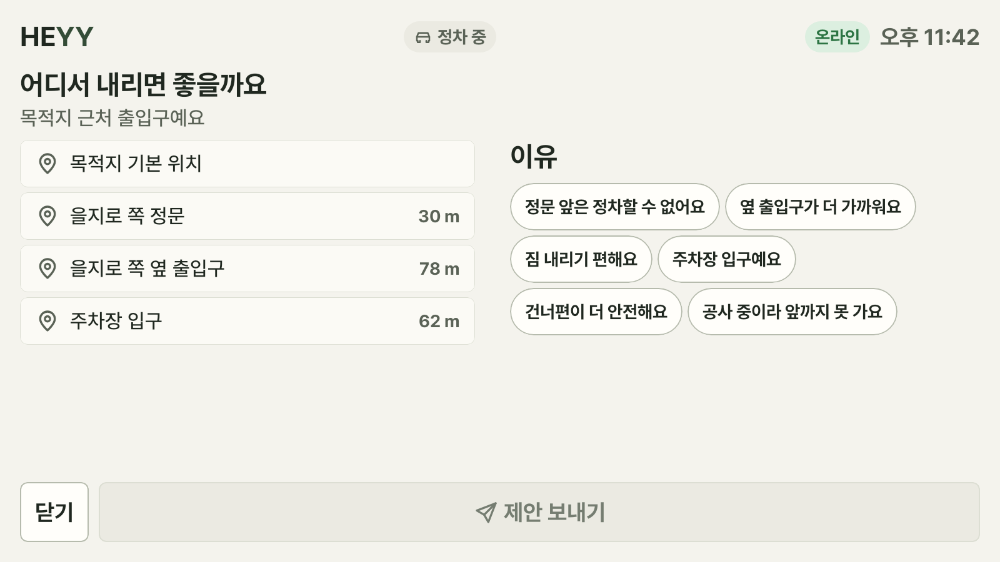 HEYY
정차 중
온라인 오후 11:42
어디서 내리면 좋을까요
목적지 근처 출입구예요
목적지 기본 위치
을지로 쪽 정문 30 m
을지로 쪽 옆 출입구 78 m
주차장 입구 62 m
이유
정문 앞은 정차할 수 없어요
옆 출입구가 더 가까워요
짐 내리기 편해요
주차장 입구예요
건너편이 더 안전해요
공사 중이라 앞까지 못 가요
닫기
제안 보내기